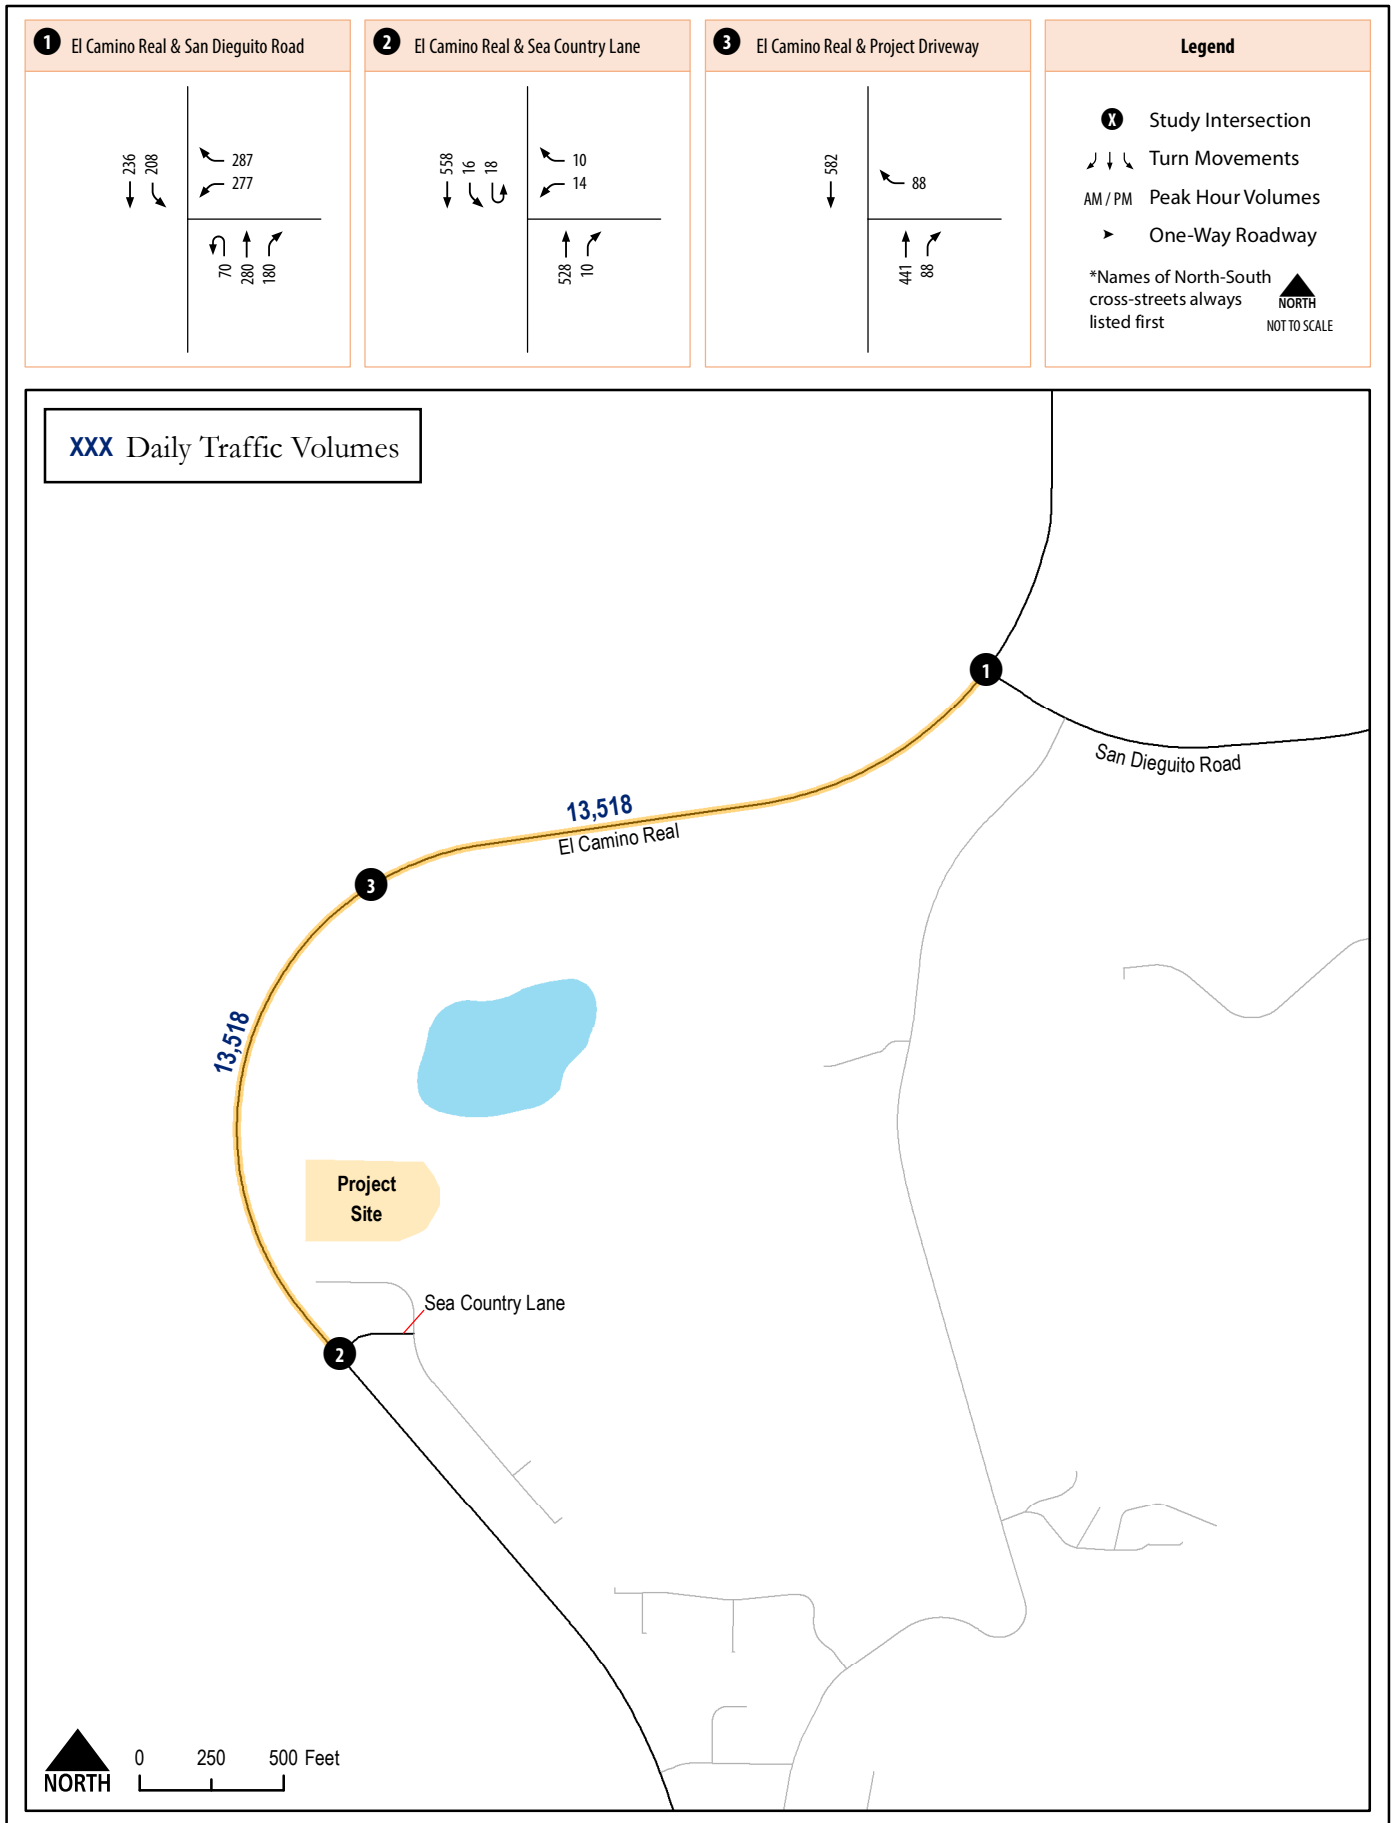 1 El Camino Real & San Dieguito Road
236
208
287
277
70
280
180
2 El Camino Real & Sea Country Lane
558
16
18
10
14
528
10
3 El Camino Real & Project Driveway
582
88
441
88
Legend
X Study Intersection
Turn Movements
AM / PM Peak Hour Volumes
One-Way Roadway
*Names of North-South
cross-streets always
listed first
NORTH
NOT TO SCALE
XXX Daily Traffic Volumes
1
San Dieguito Road
13,518
El Camino Real
3
13,518
Project
Site
Sea Country Lane
2
NORTH
0 250 500 Feet